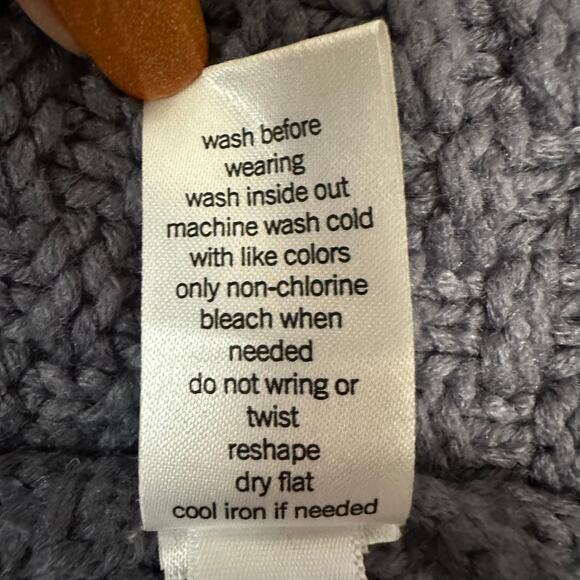 wash before
wearing
wash inside out
machine wash cold
with like colors
only non-chlorine
bleach when
needed
do not wring or
twist
reshape
dry flat
cool iron if needed